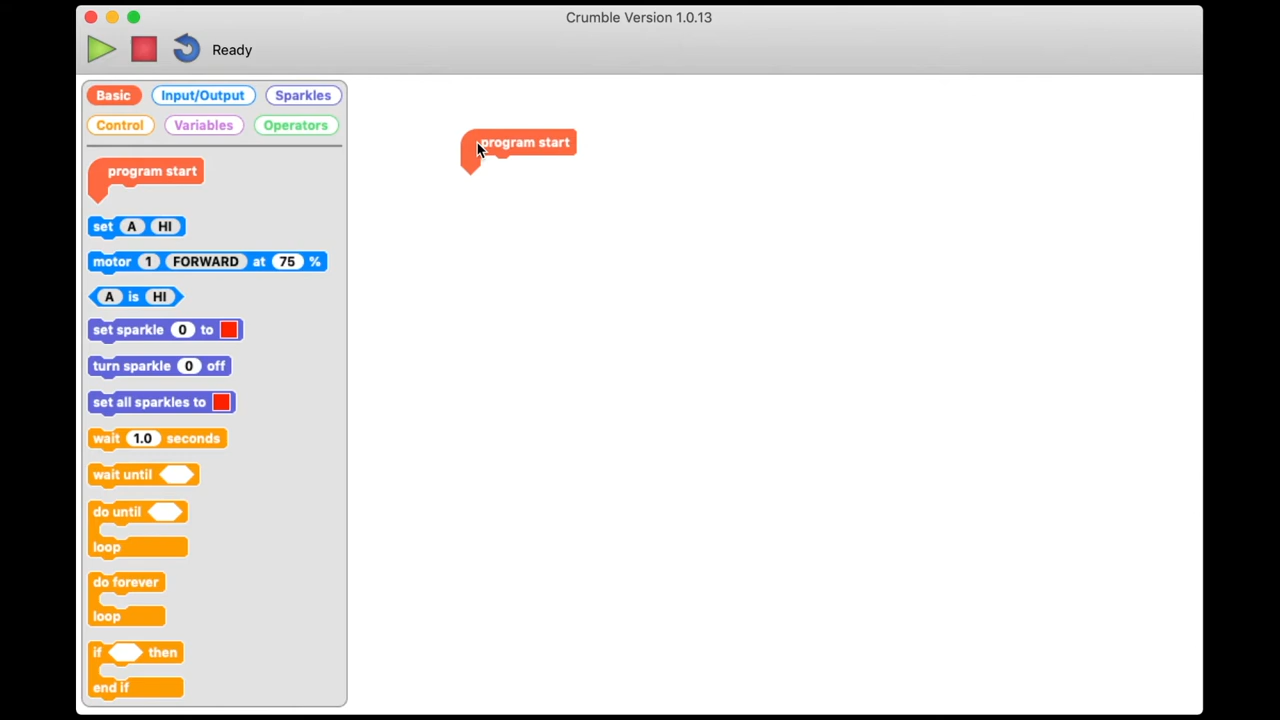 Crumble Version 1.0.13
Ready
Basic Input/Output Sparkles
Control Variables Operators
program start
program start
set A HI
motor 1 FORWARD at 75 %
A is HI
set sparkle 0 to
turn sparkle 0 off
set all sparkles to
wait 1.0 seconds
wait until
do until
loop
do forever
loop
if then
end if